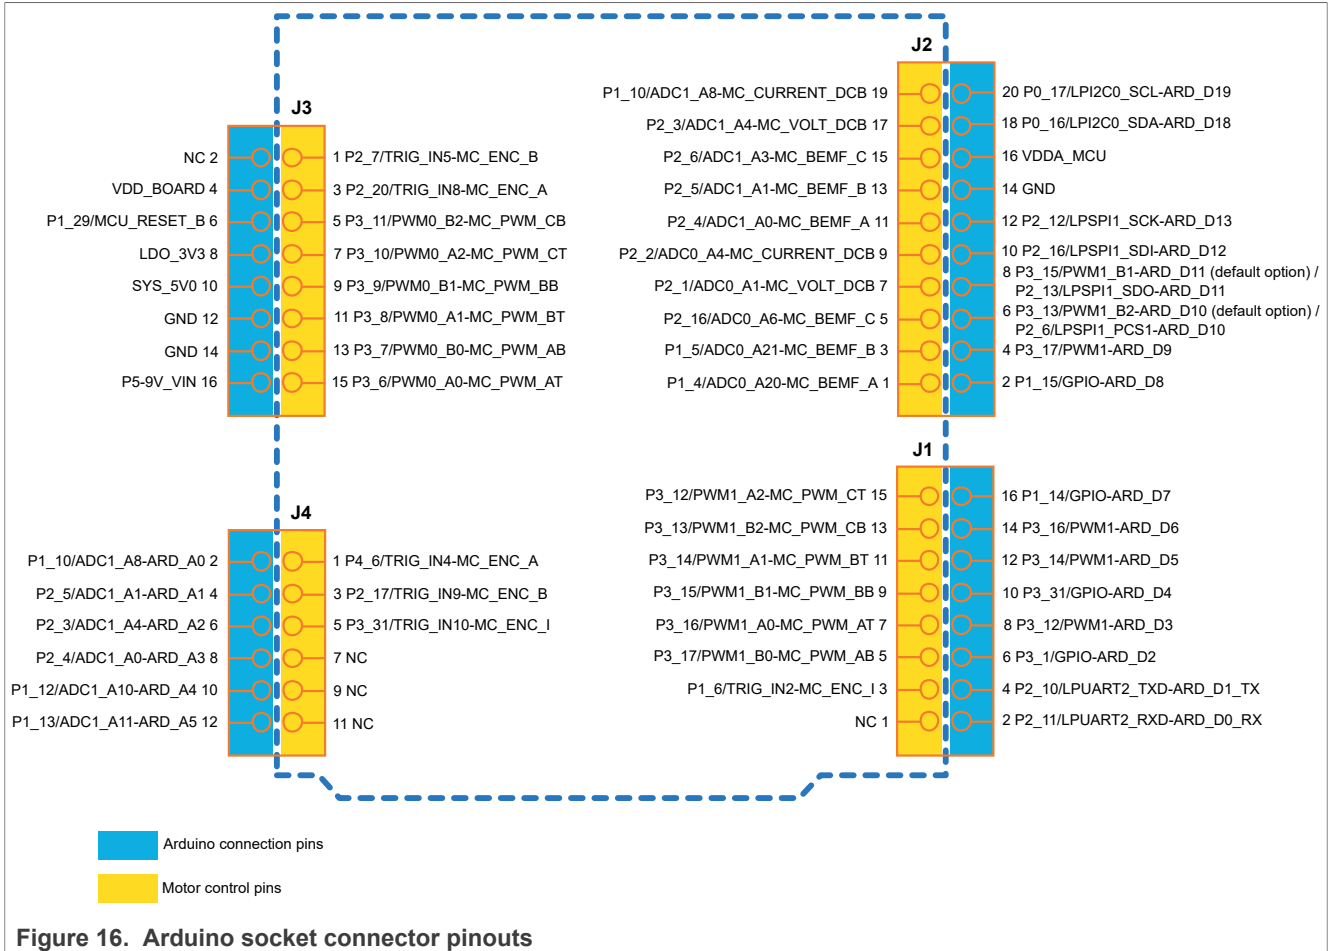 J3
NC 2
1 P2_7/TRIG_IN5-MC_ENC_B
VDD_BOARD 4
3 P2_20/TRIG_IN8-MC_ENC_A
P1_29/MCU_RESET_B 6
5 P3_11/PWM0_B2-MC_PWM_CB
LDO_3V3 8
7 P3_10/PWM0_A2-MC_PWM_CT
SYS_5V0 10
9 P3_9/PWM0_B1-MC_PWM_BB
GND 12
11 P3_8/PWM0_A1-MC_PWM_BT
GND 14
13 P3_7/PWM0_B0-MC_PWM_AB
P5-9V_VIN 16
15 P3_6/PWM0_A0-MC_PWM_AT
J2
P1_10/ADC1_A8-MC_CURRENT_DCB 19
20 P0_17/LPI2C0_SCL-ARD_D19
P2_3/ADC1_A4-MC_VOLT_DCB 17
18 P0_16/LPI2C0_SDA-ARD_D18
P2_6/ADC1_A3-MC_BEMF_C 15
16 VDDA_MCU
P2_5/ADC1_A1-MC_BEMF_B 13
14 GND
P2_4/ADC1_A0-MC_BEMF_A 11
12 P2_12/LPSPI1_SCK-ARD_D13
P2_2/ADC0_A4-MC_CURRENT_DCB 9
10 P2_16/LPSPI1_SDI-ARD_D12
P2_1/ADC0_A1-MC_VOLT_DCB 7
8 P3_15/PWM1_B1-ARD_D11 (default option) /
P2_13/LPSPI1_SDO-ARD_D11
P2_16/ADC0_A6-MC_BEMF_C 5
6 P3_13/PWM1_B2-ARD_D10 (default option) /
P2_6/LPSPI1_PCS1-ARD_D10
P1_5/ADC0_A21-MC_BEMF_B 3
4 P3_17/PWM1-ARD_D9
P1_4/ADC0_A20-MC_BEMF_A 1
2 P1_15/GPIO-ARD_D8
J4
P1_10/ADC1_A8-ARD_A0 2
1 P4_6/TRIG_IN4-MC_ENC_A
P2_5/ADC1_A1-ARD_A1 4
3 P2_17/TRIG_IN9-MC_ENC_B
P2_3/ADC1_A4-ARD_A2 6
5 P3_31/TRIG_IN10-MC_ENC_I
P2_4/ADC1_A0-ARD_A3 8
7 NC
P1_12/ADC1_A10-ARD_A4 10
9 NC
P1_13/ADC1_A11-ARD_A5 12
11 NC
J1
P3_12/PWM1_A2-MC_PWM_CT 15
16 P1_14/GPIO-ARD_D7
P3_13/PWM1_B2-MC_PWM_CB 13
14 P3_16/PWM1-ARD_D6
P3_14/PWM1_A1-MC_PWM_BT 11
12 P3_14/PWM1-ARD_D5
P3_15/PWM1_B1-MC_PWM_BB 9
10 P3_31/GPIO-ARD_D4
P3_16/PWM1_A0-MC_PWM_AT 7
8 P3_12/PWM1-ARD_D3
P3_17/PWM1_B0-MC_PWM_AB 5
6 P3_1/GPIO-ARD_D2
P1_6/TRIG_IN2-MC_ENC_I 3
4 P2_10/LPUART2_TXD-ARD_D1_TX
NC 1
2 P2_11/LPUART2_RXD-ARD_D0_RX
Arduino connection pins
Motor control pins
Figure 16. Arduino socket connector pinouts